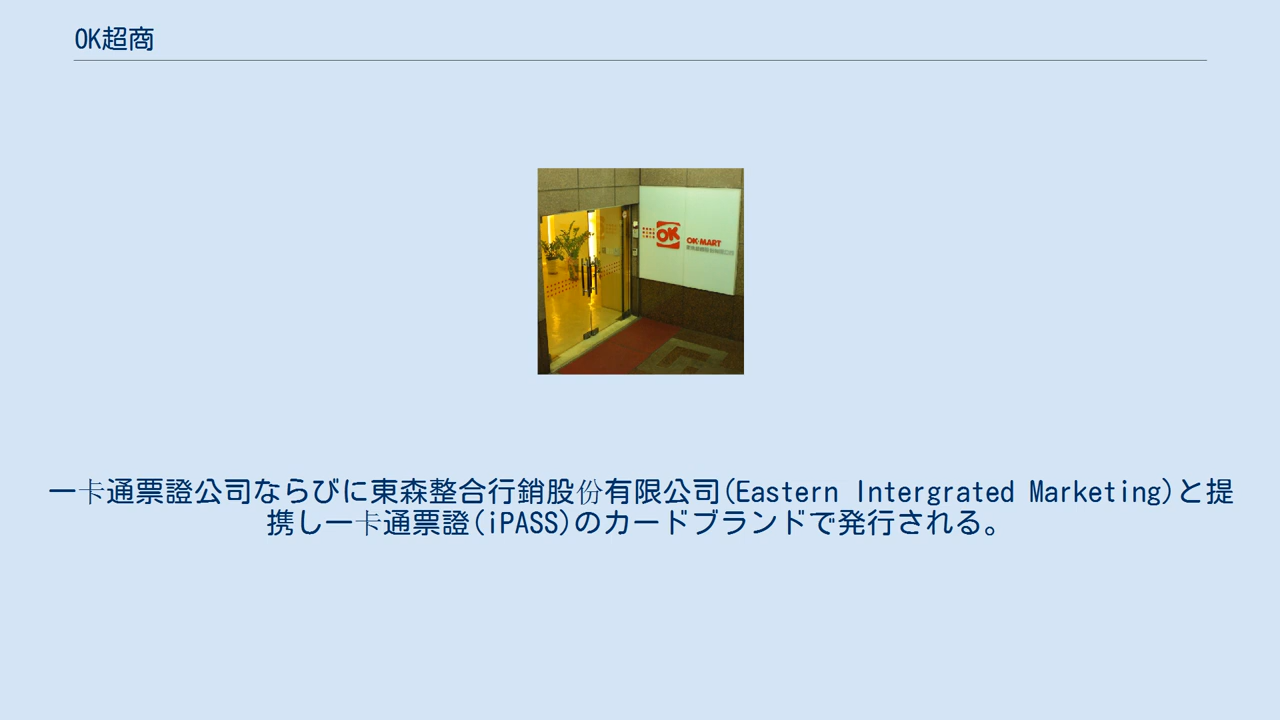 OK超商
OK
OK·MART
一卡通票證公司ならびに東森整合行銷股份有限公司(Eastern Intergrated Marketing)と提
携し一卡通票證(iPASS)のカードブランドで発行される。